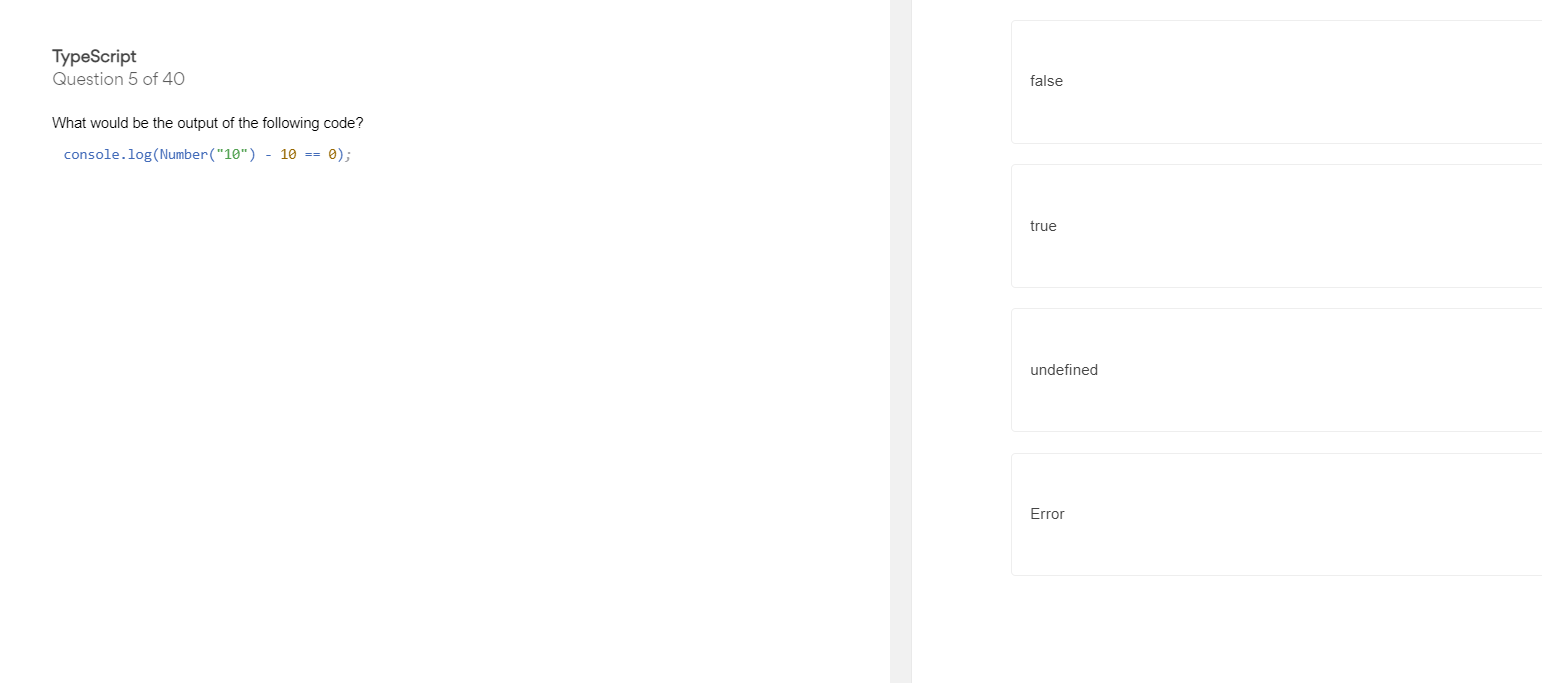 TypeScript
Question 5 of 40
What would be the output of the following code?
console.log(Number("10") - 10 == 0);
false
true
undefined
Error